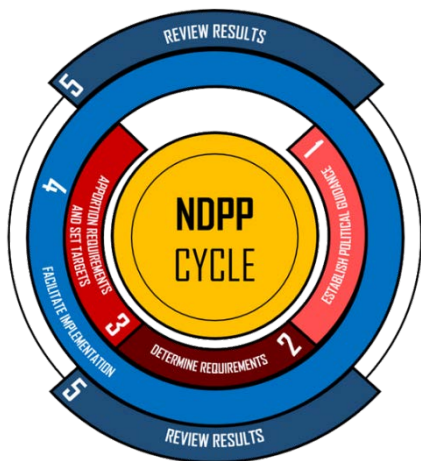 5 REVIEW RESULTS
NDPP
CYCLE
1 ESTABLISH POLITICAL GUIDANCE
2 DETERMINE REQUIREMENTS
3 APPORTION REQUIREMENTS
AND SET TARGETS
4 FACILITATE IMPLEMENTATION
5 REVIEW RESULTS